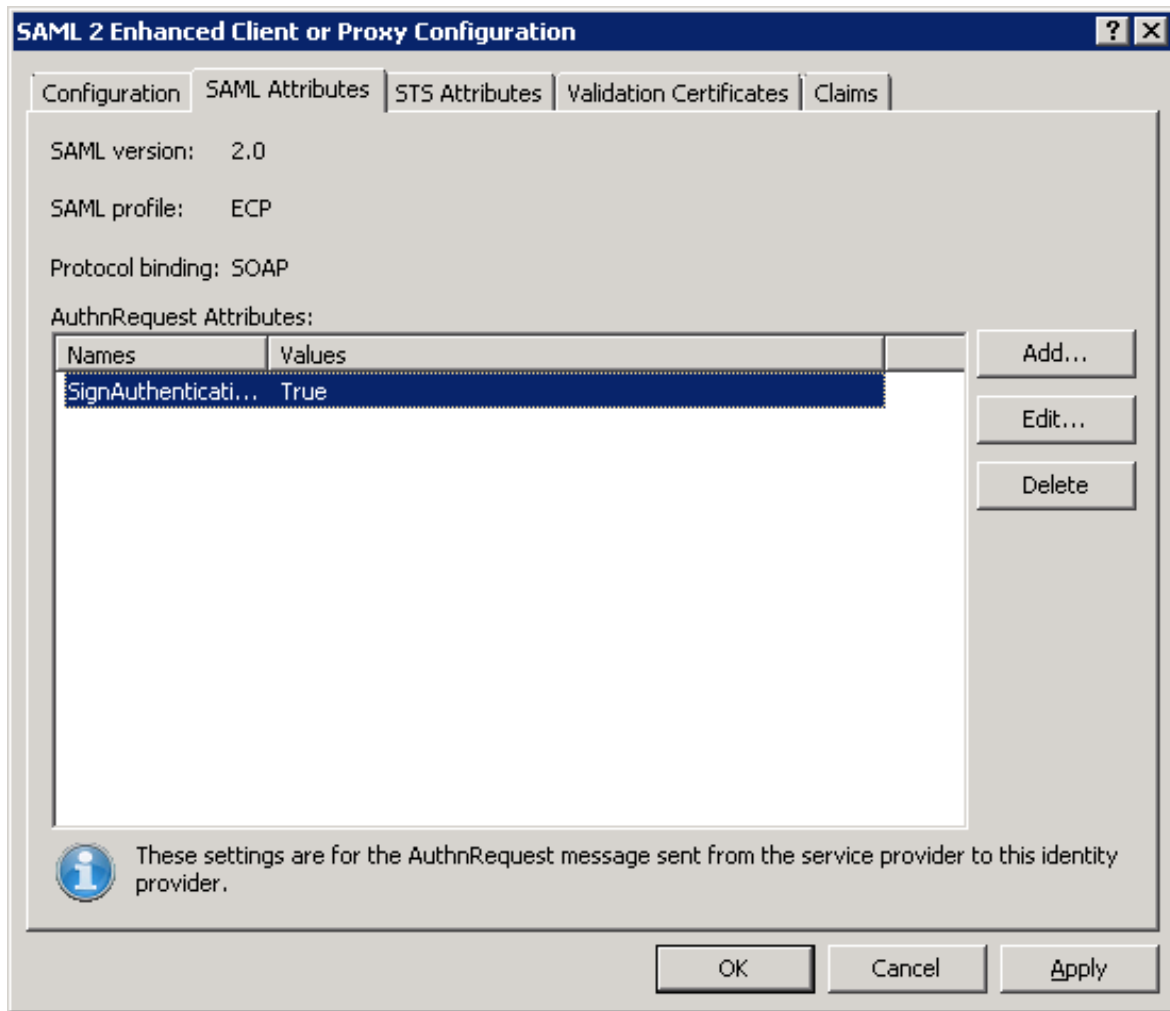 SAML 2 Enhanced Client or Proxy Configuration
Configuration SAML Attributes STS Attributes Validation Certificates Claims
SAML version: 2.0
SAML profile: ECP
Protocol binding: SOAP
AuthnRequest Attributes:
Names Values
Add...
SignAuthenticati... True
Edit...
Delete
These settings are for the AuthnRequest message sent from the service provider to this identity
provider.
OK Cancel Apply